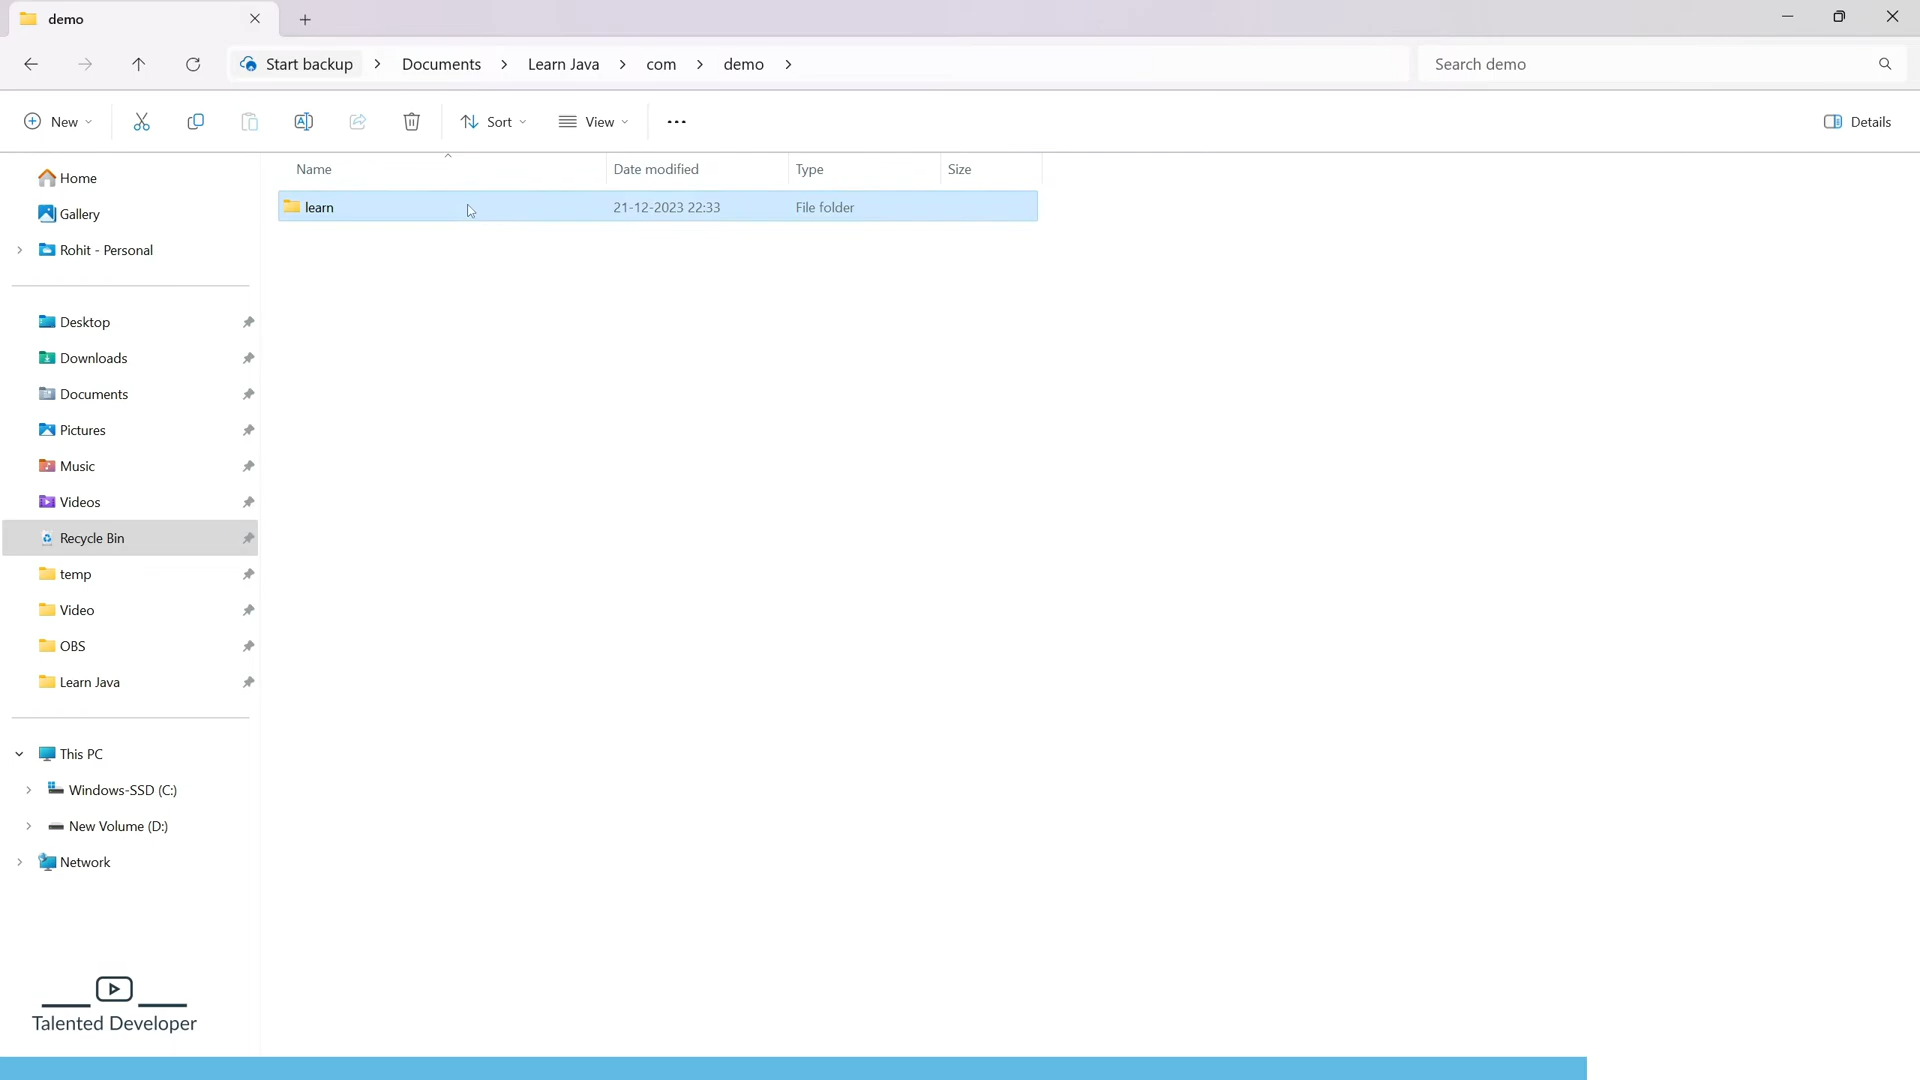 demo
Start backup > Documents > Learn Java > com > demo >
Search demo
New
Sort
View
Details
Name
Date modified
Type
Size
learn
21-12-2023 22:33
File folder
Home
Gallery
Rohit - Personal
Desktop
Downloads
Documents
Pictures
Music
Videos
Recycle Bin
temp
Video
OBS
Learn Java
This PC
Windows-SSD (C:)
New Volume (D:)
Network
Talented Developer